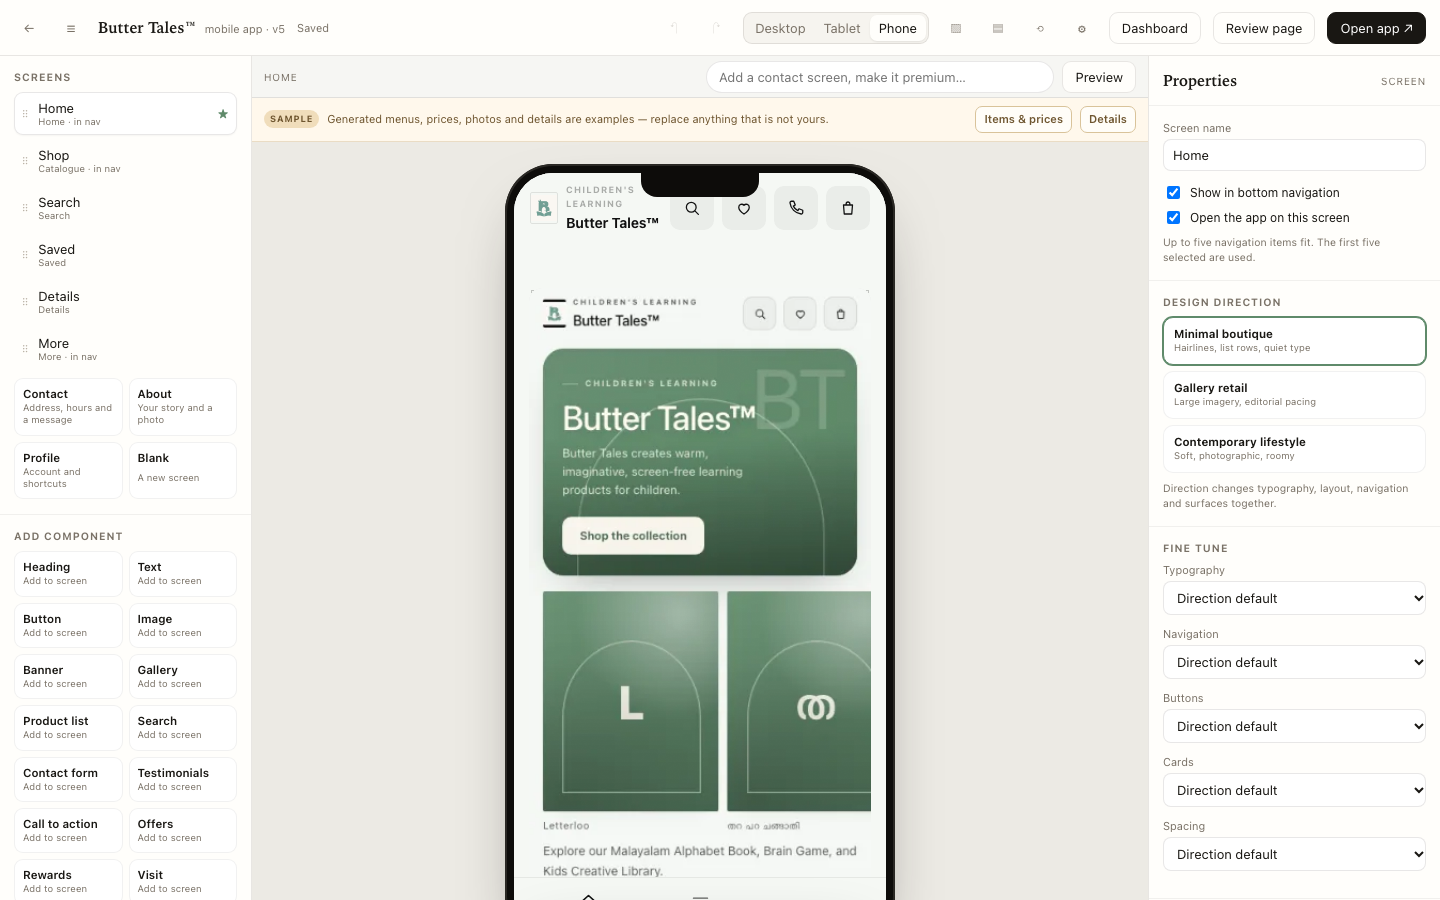 Butter Tales™
mobile app · v5
Saved
Desktop
Tablet
Phone
Dashboard
Review page
Open app ↗
SCREENS
Home
Home · in nav
Shop
Catalogue · in nav
Search
Search
Saved
Saved
Details
Details
More
More · in nav
Contact
Address, hours and
a message
About
Your story and a
photo
Profile
Account and
shortcuts
Blank
A new screen
ADD COMPONENT
Heading
Add to screen
Text
Add to screen
Button
Add to screen
Image
Add to screen
Banner
Add to screen
Gallery
Add to screen
Product list
Add to screen
Search
Add to screen
Contact form
Add to screen
Testimonials
Add to screen
Call to action
Add to screen
Offers
Add to screen
Rewards
Add to screen
Visit
Add to screen
HOME
Add a contact screen, make it premium...
Preview
SAMPLE
Generated menus, prices, photos and details are examples — replace anything that is not yours.
Items & prices
Details
CHILDREN'S
LEARNING
Butter Tales™
CHILDREN'S LEARNING
Butter Tales™
BT
CHILDREN'S LEARNING
Butter Tales™
Butter Tales creates warm,
imaginative, screen-free learning
products for children.
Shop the collection
L
ത
Letterloo
തറ പറ ചങ്ങാതി
Explore our Malayalam Alphabet Book, Brain Game, and
Kids Creative Library.
Properties
SCREEN
Screen name
Home
Show in bottom navigation
Open the app on this screen
Up to five navigation items fit. The first five
selected are used.
DESIGN DIRECTION
Minimal boutique
Hairlines, list rows, quiet type
Gallery retail
Large imagery, editorial pacing
Contemporary lifestyle
Soft, photographic, roomy
Direction changes typography, layout, navigation
and surfaces together.
FINE TUNE
Typography
Direction default
Navigation
Direction default
Buttons
Direction default
Cards
Direction default
Spacing
Direction default